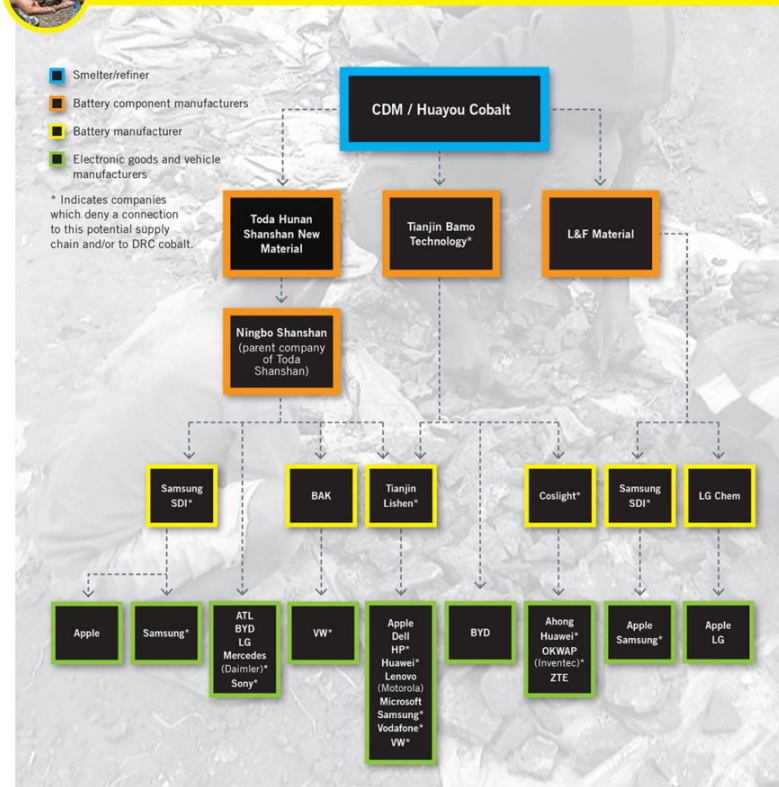 Smelter/refiner
Battery component manufacturers
Battery manufacturer
Electronic goods and vehicle
manufacturers
* Indicates companies
which deny a connection
to this potential supply
chain and/or to DRC cobalt.
CDM / Huayou Cobalt
Toda Hunan
Shanshan New
Material
Tianjin Bamo
Technology*
L&F Material
Ningbo Shanshan
(parent company
of Toda
Shanshan)
Samsung
SDI*
BAK
Tianjin
Lishen*
Coslight*
Samsung
SDI*
LG Chem
Apple
Samsung*
ATL
BYD
LG
Mercedes
(Daimler)*
Sony*
VW*
Apple
Dell
HP*
Huawei*
Lenovo
(Motorola)
Microsoft
Samsung*
Vodafone*
VW*
BYD
Ahong
Huawei*
OKWAP
(Inventec)*
ZTE
Apple
Samsung*
Apple
LG